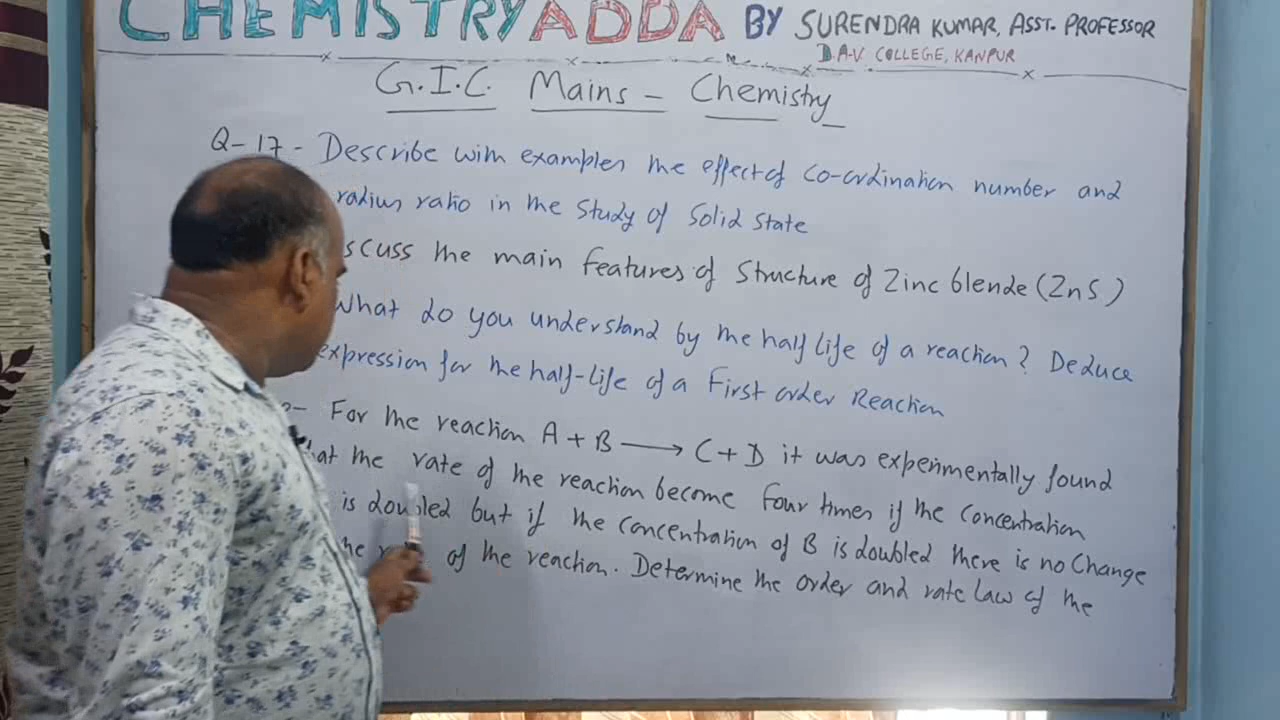 CHEMISTRY ADDA BY SURENDRA KUMAR, ASST. PROFESSOR
D.A.V. COLLEGE, KANPUR
G.I.C. Mains - Chemistry
Q-17- Describe with examples the effect of co-ordination number and
radius ratio in the study of solid state
scuss the main features of structure of Zinc blende (ZnS)
What do you understand by the half life of a reaction? Deduce
expression for the half-life of a First order Reaction
For the reaction A + B ⟶ C + D it was experimentally found
the rate of the reaction become four times if the concentration
is doubled but if the concentration of B is doubled there is no change
of the reaction. Determine the order and rate law of the